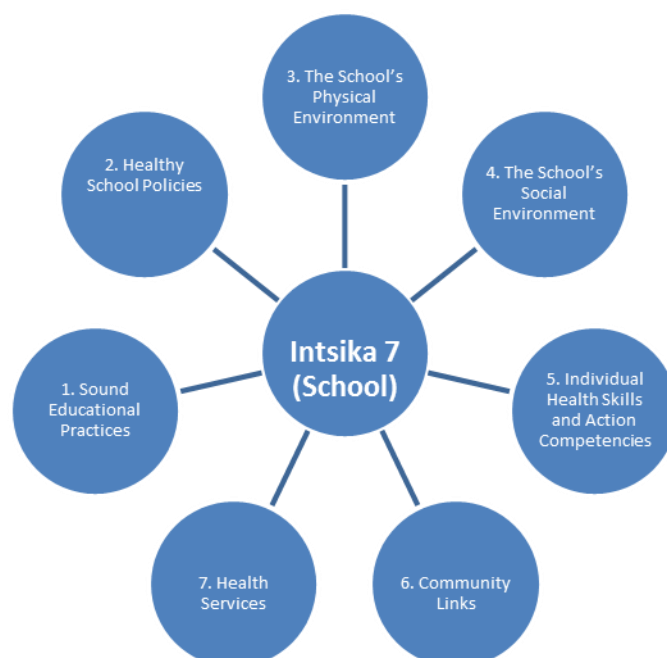 3. The School's
Physical
Environment
2. Healthy
School Policies
4. The School's
Social
Environment
Intsika 7
(School)
1. Sound
Educational
Practices
5. Individual
Health Skills
and Action
Competencies
7. Health
Services
6. Community
Links